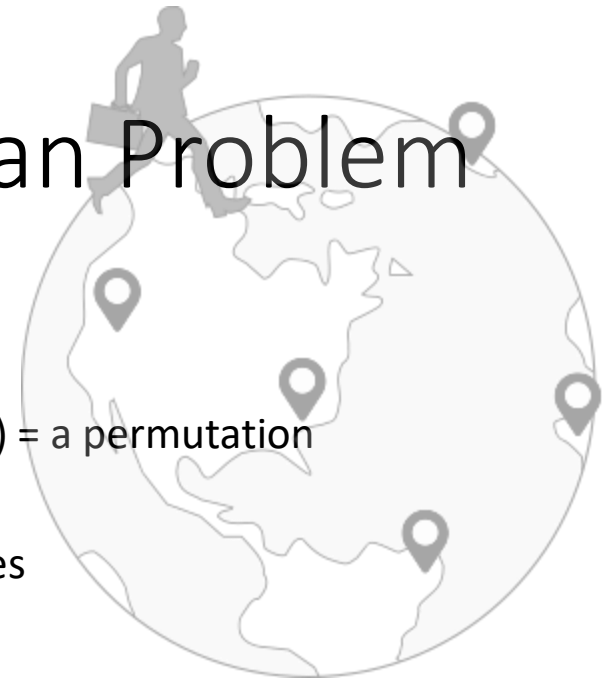 an Problem
) = a permutation
es